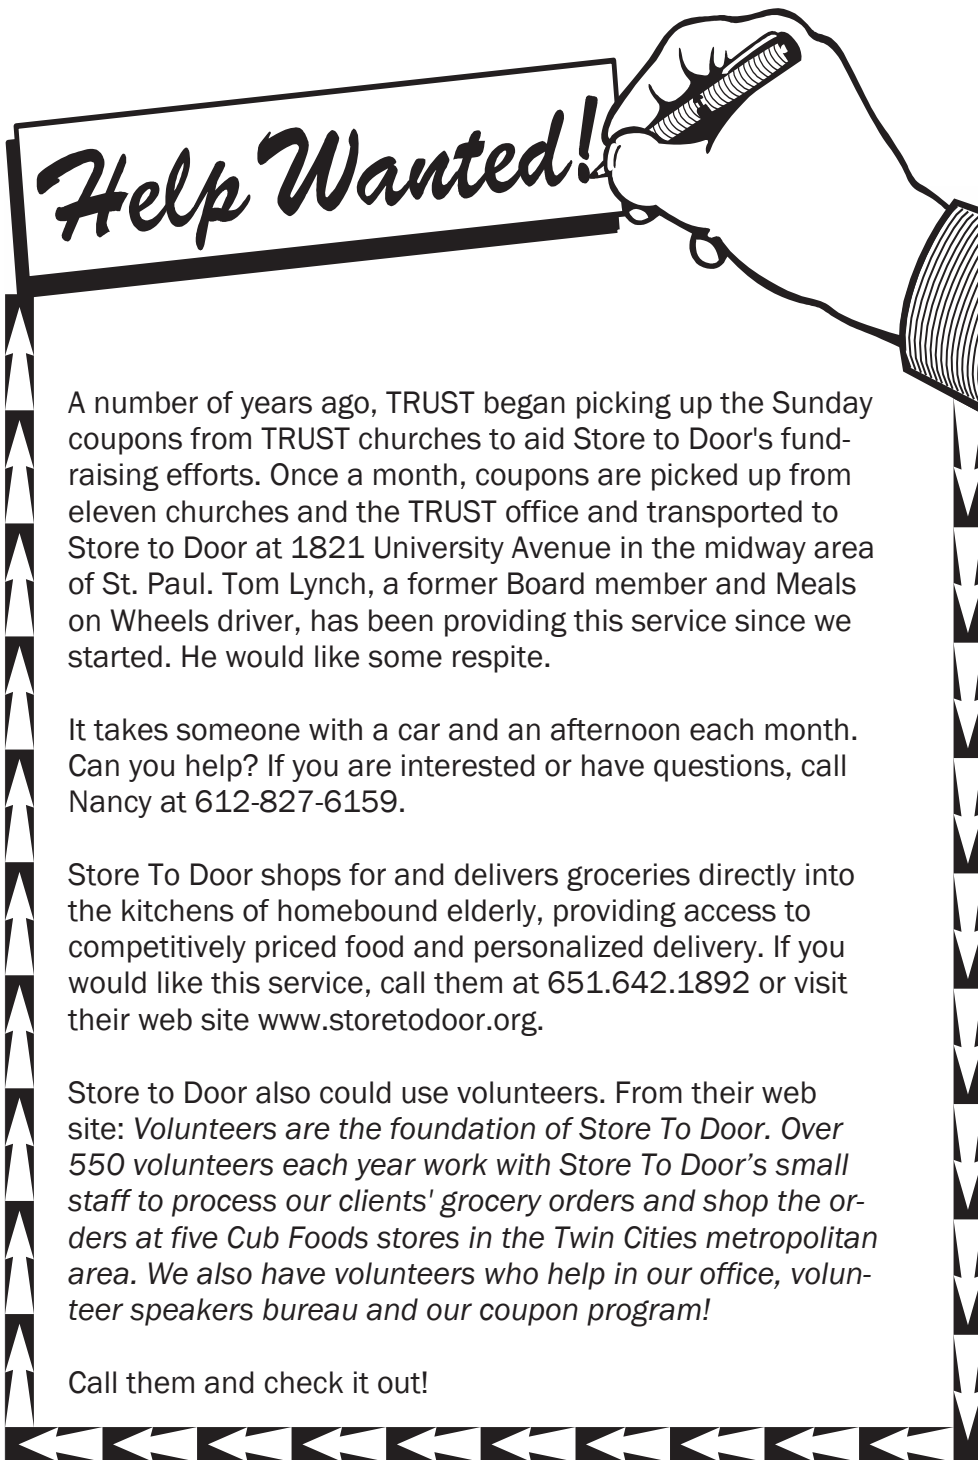 Help Wanted!
A number of years ago, TRUST began picking up the Sunday
coupons from TRUST churches to aid Store to Door's fund-
raising efforts. Once a month, coupons are picked up from
eleven churches and the TRUST office and transported to
Store to Door at 1821 University Avenue in the midway area
of St. Paul. Tom Lynch, a former Board member and Meals
on Wheels driver, has been providing this service since we
started. He would like some respite.
It takes someone with a car and an afternoon each month.
Can you help? If you are interested or have questions, call
Nancy at 612-827-6159.
Store To Door shops for and delivers groceries directly into
the kitchens of homebound elderly, providing access to
competitively priced food and personalized delivery. If you
would like this service, call them at 651.642.1892 or visit
their web site www.storetodoor.org.
Store to Door also could use volunteers. From their web
site: Volunteers are the foundation of Store To Door. Over
550 volunteers each year work with Store To Door’s small
staff to process our clients' grocery orders and shop the or-
ders at five Cub Foods stores in the Twin Cities metropolitan
area. We also have volunteers who help in our office, volun-
teer speakers bureau and our coupon program!
Call them and check it out!